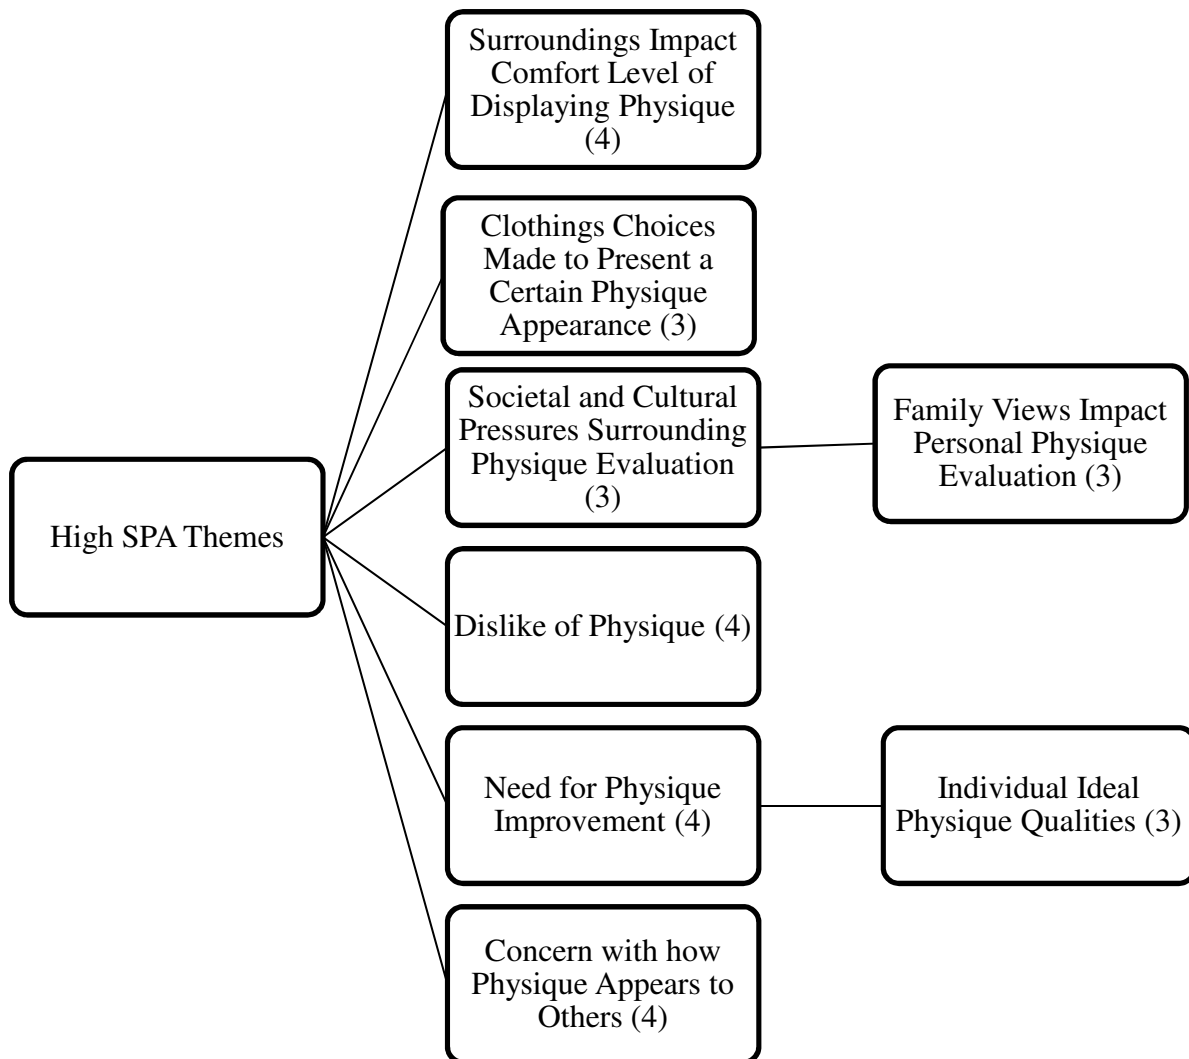 Surroundings Impact
Comfort Level of
Displaying Physique
(4)
Clothings Choices
Made to Present a
Certain Physique
Appearance (3)
Societal and Cultural
Pressures Surrounding
Physique Evaluation
(3)
Family Views Impact
Personal Physique
Evaluation (3)
High SPA Themes
Dislike of Physique (4)
Need for Physique
Improvement (4)
Individual Ideal
Physique Qualities (3)
Concern with how
Physique Appears to
Others (4)